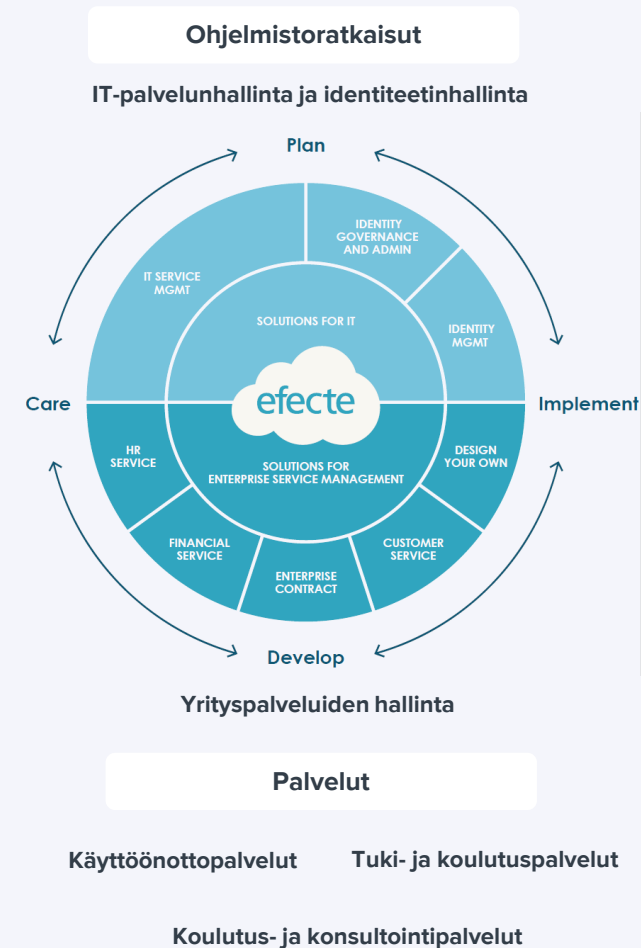 Ohjelmistoratkaisut
IT-palvelunhallinta ja identiteetinhallinta
Plan
IDENTITY
GOVERNANCE
AND ADMIN
IT SERVICE
MGMT
SOLUTIONS FOR IT
IDENTITY
MGMT
efecte
Care
Implement
HR
SERVICE
SOLUTIONS FOR
ENTERPRISE SERVICE MANAGEMENT
DESIGN
YOUR OWN
FINANCIAL
SERVICE
CUSTOMER
SERVICE
ENTERPRISE
CONTRACT
Develop
Yrityspalveluiden hallinta
Palvelut
Käyttöönottopalvelut
Tuki- ja koulutuspalvelut
Koulutus- ja konsultointipalvelut